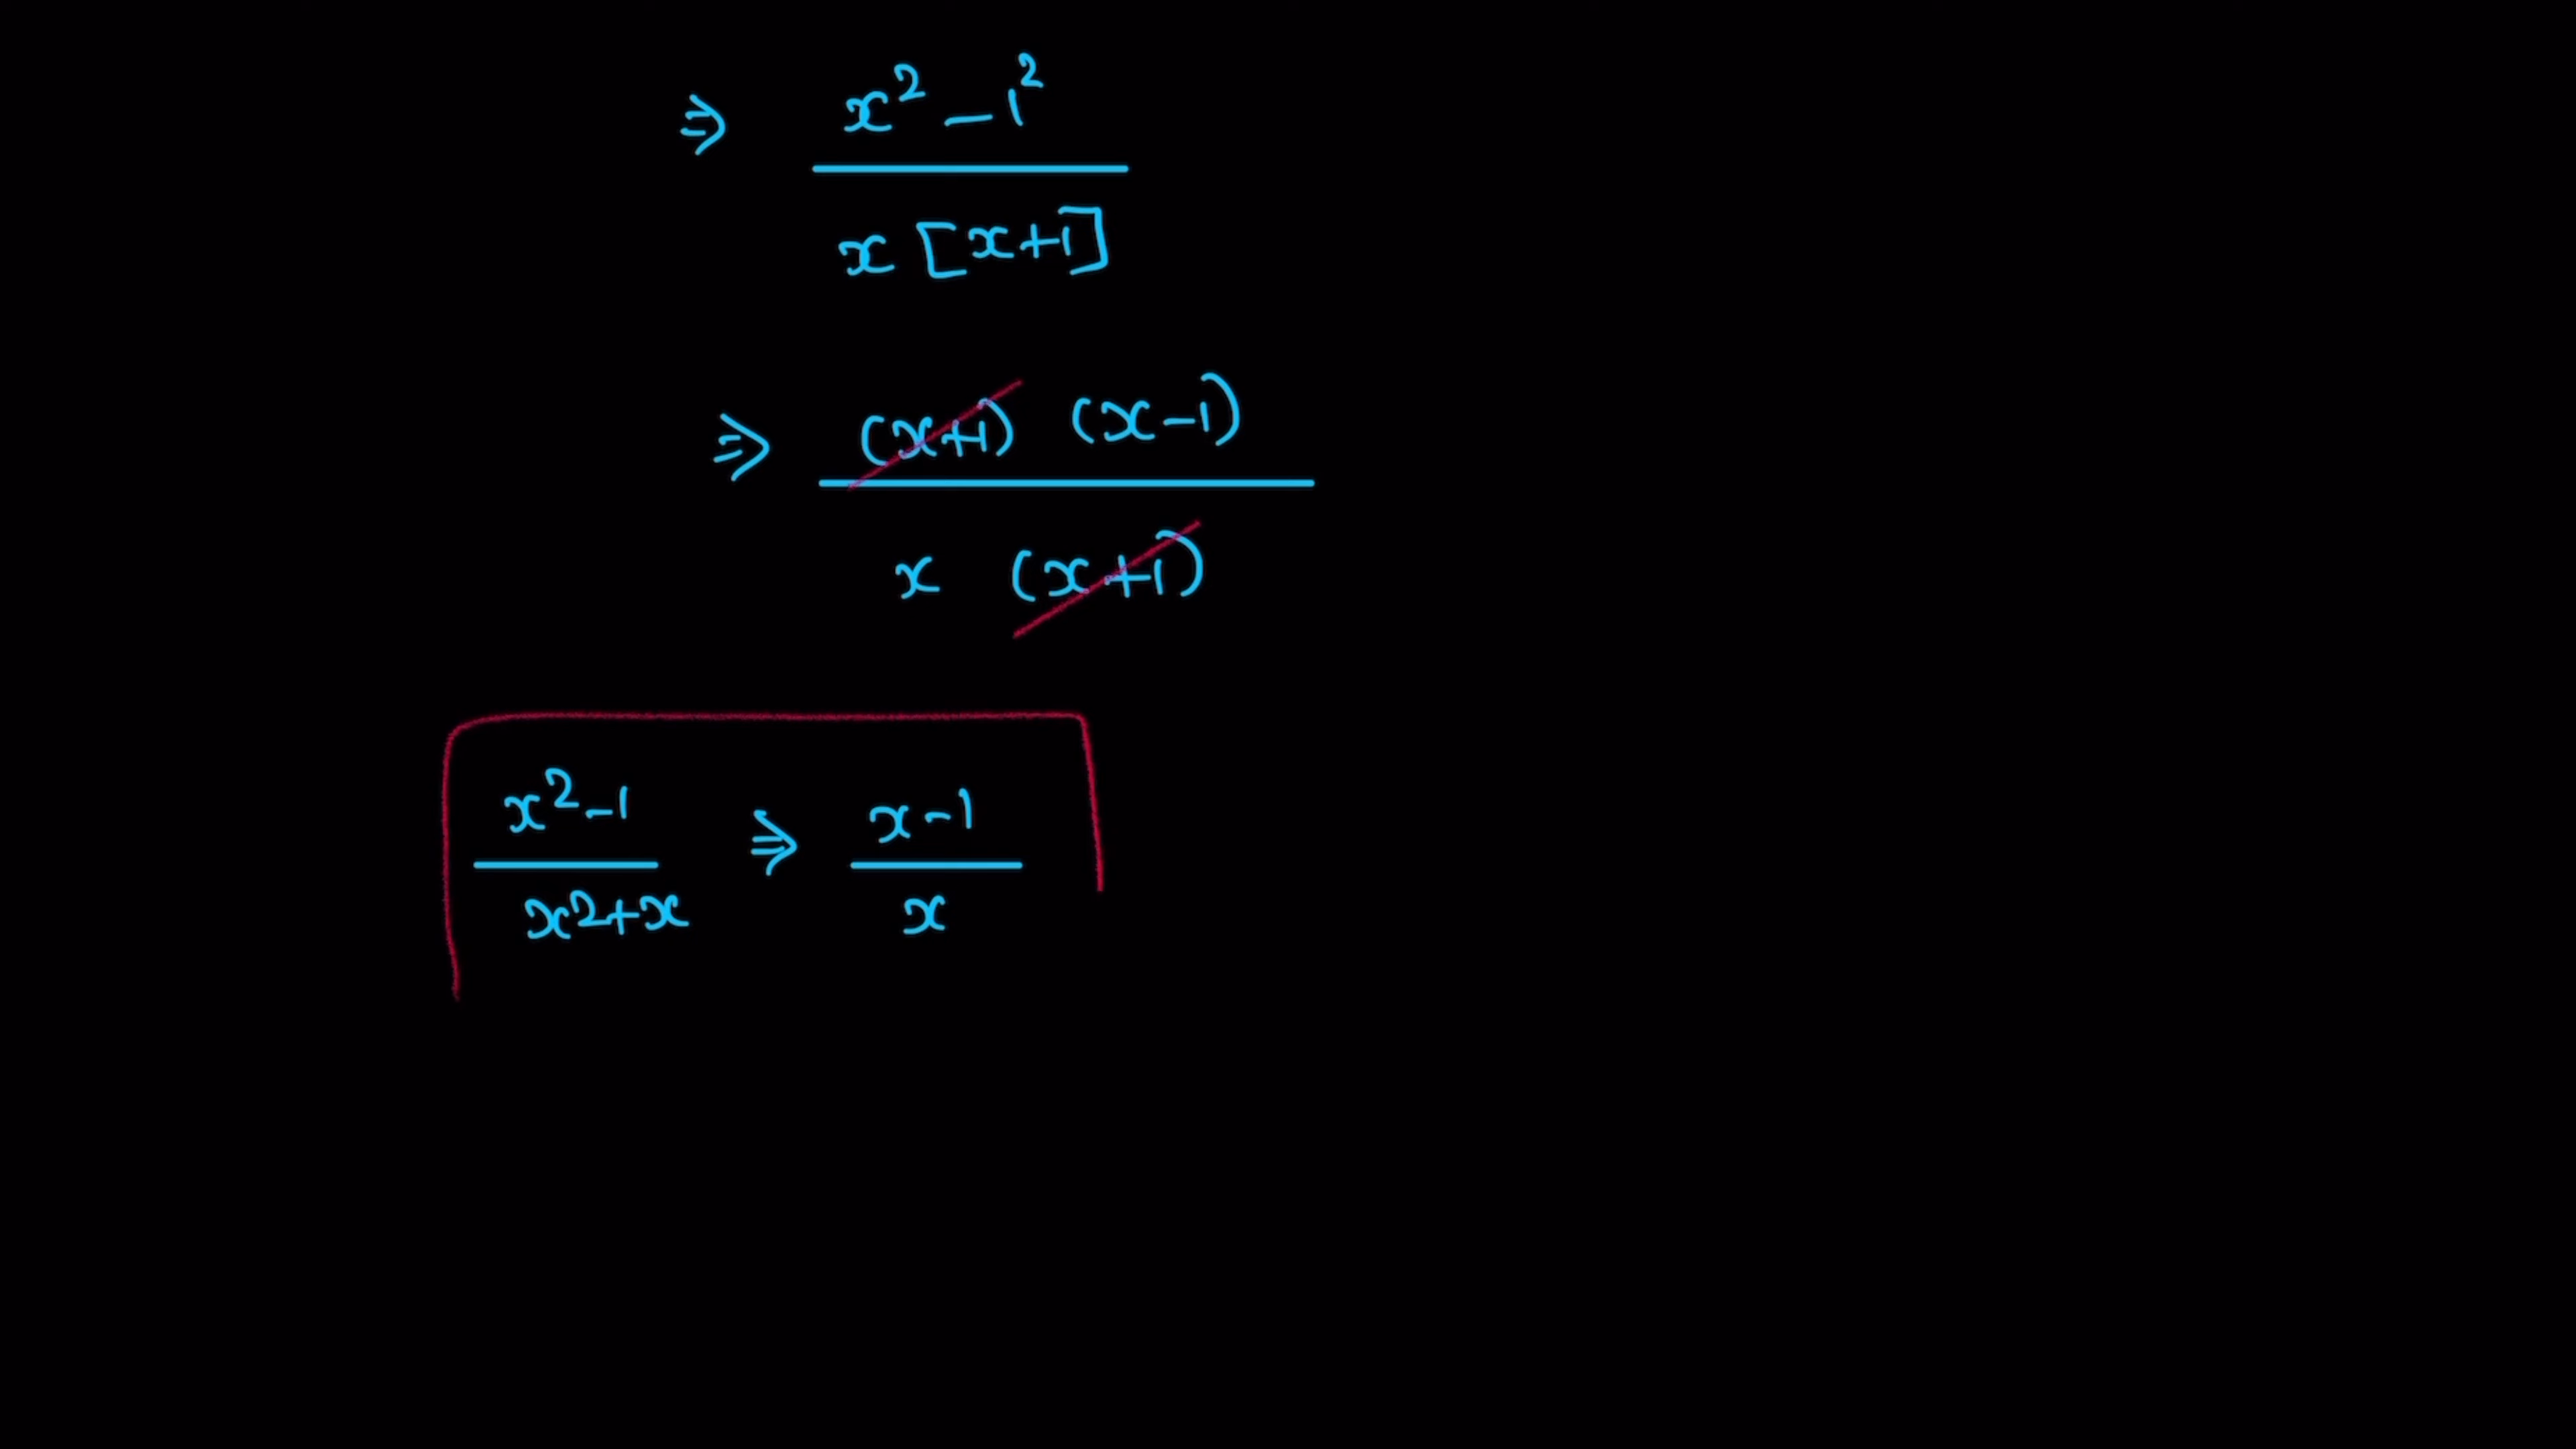 ⇒ x² - 1²
x [x+1]
⇒ (x+1) (x-1)
x (x+1)
x² - 1 ⇒ x - 1
x² + x x